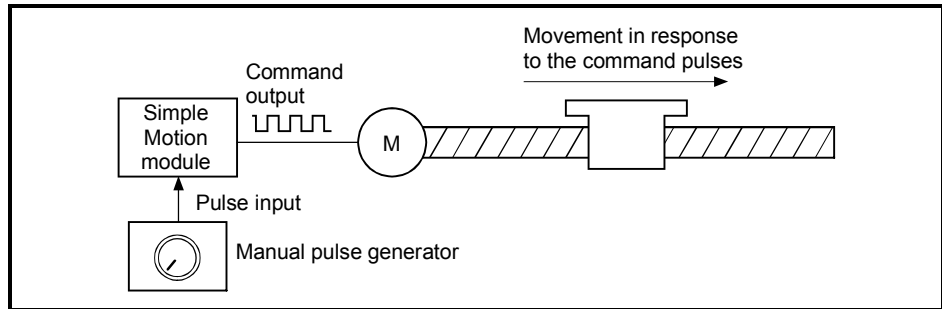 Movement in response
to the command pulses
Command
output
Simple
Motion
module
M
Pulse input
Manual pulse generator